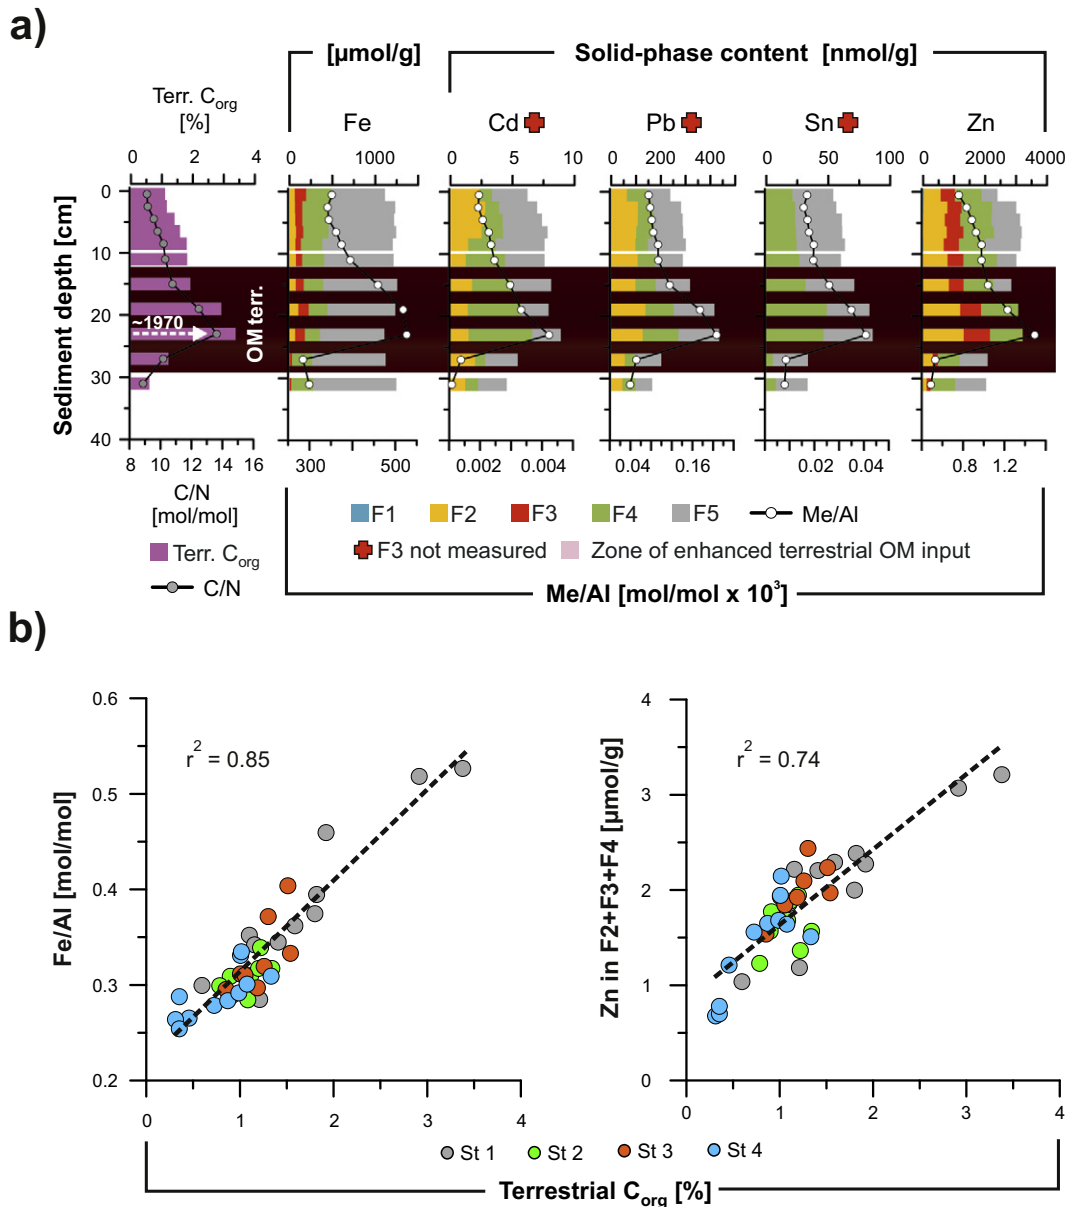 a)
[µmol/g]
Solid-phase content [nmol/g]
Terr. Corg
[%]
Fe
Cd
Pb
Sn
Zn
0 2 4
0 1000
0 5 10
0 200 400
0 50 100
0 2000 4000
Sediment depth [cm]
0
10
20
30
40
~1970
OM terr.
8 10 12 14 16
300 500
0.002 0.004
0.04 0.16
0.02 0.04
0.8 1.2
C/N
[mol/mol]
Terr. Corg
C/N
F1 F2 F3 F4 F5 Me/Al
F3 not measured Zone of enhanced terrestrial OM input
Me/Al [mol/mol x 10³]
b)
Fe/Al [mol/mol]
0.6
0.5
0.4
0.3
0.2
r² = 0.85
0 1 2 3 4
Zn in F2+F3+F4 [µmol/g]
4
3
2
1
0
r² = 0.74
0 1 2 3 4
St 1 St 2 St 3 St 4
Terrestrial Corg [%]